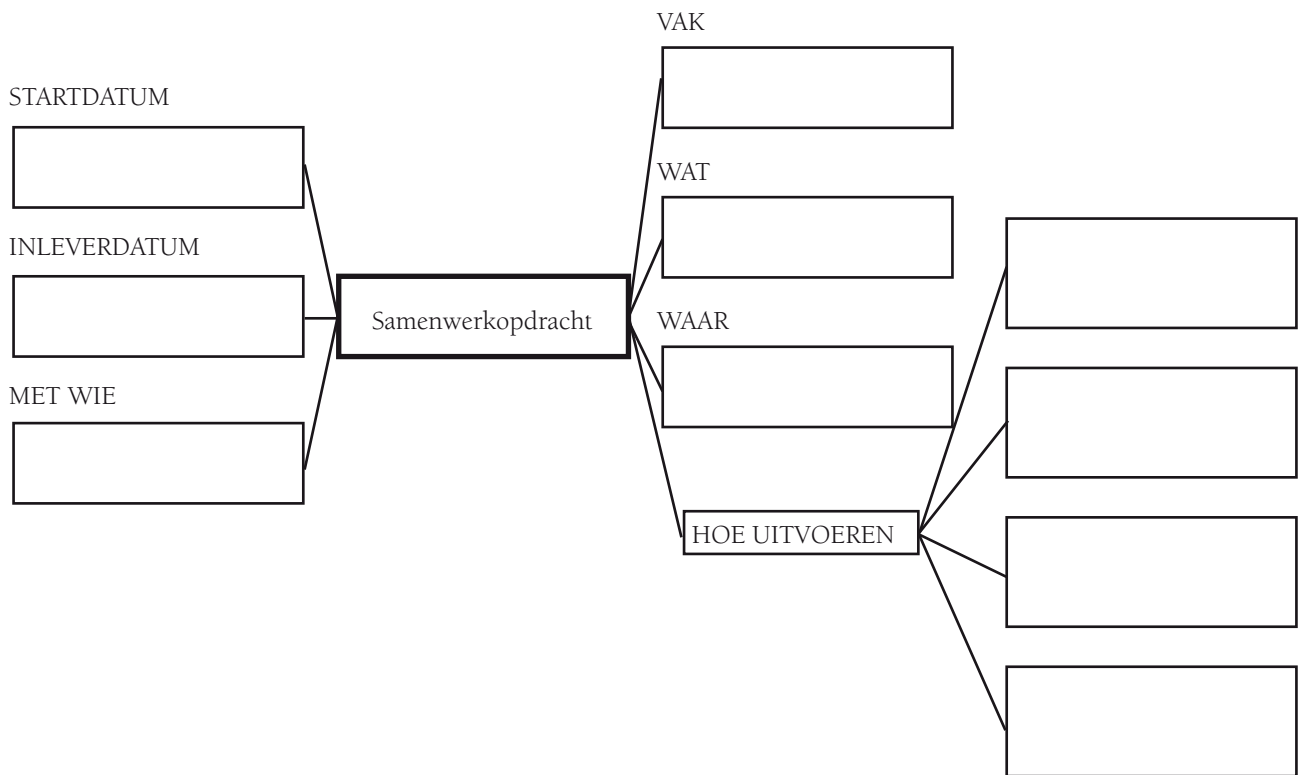 VAK
STARTDATUM
WAT
INLEVERDATUM
Samenwerkopdracht
WAAR
MET WIE
HOE UITVOEREN